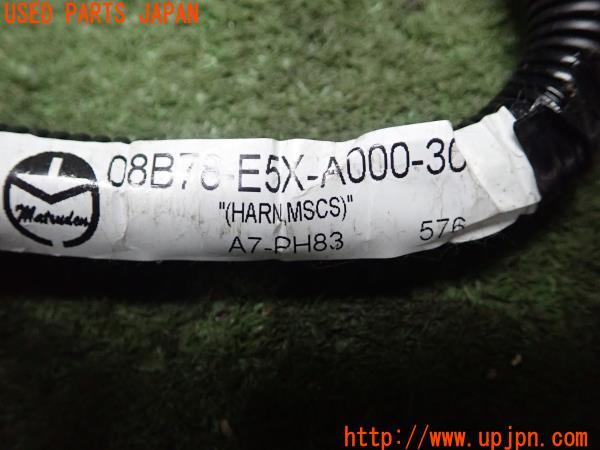 USED PARTS JAPAN
08B78-E5X-A000-30
"(HARN,MSCS)"
Matsuden
A7-PH83 576
http://www.upjpn.com/